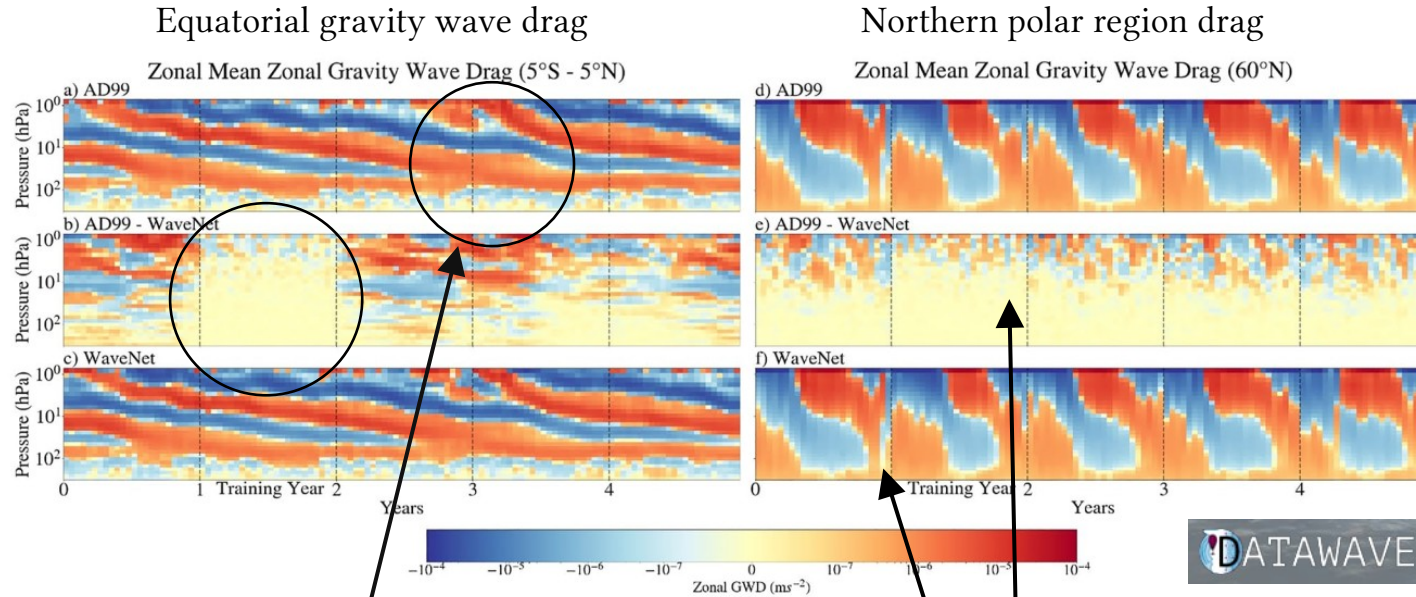 Equatorial gravity wave drag
Northern polar region drag
Zonal Mean Zonal Gravity Wave Drag (5°S - 5°N)
a) AD99
Pressure (hPa)
10⁰
10¹
10²
b) AD99 - WaveNet
Pressure (hPa)
10⁰
10¹
10²
c) WaveNet
Pressure (hPa)
10⁰
10¹
10²
0 1 Training Year 2 3 4
Years
Zonal Mean Zonal Gravity Wave Drag (60°N)
d) AD99
e) AD99 - WaveNet
f) WaveNet
0 1 Training Year 2 3 4
Years
−10⁻⁴ −10⁻⁵ −10⁻⁶ −10⁻⁷ 0 10⁻⁷ 10⁻⁶ 10⁻⁵ 10⁻⁴
Zonal GWD (ms⁻²)
DATAWAVE